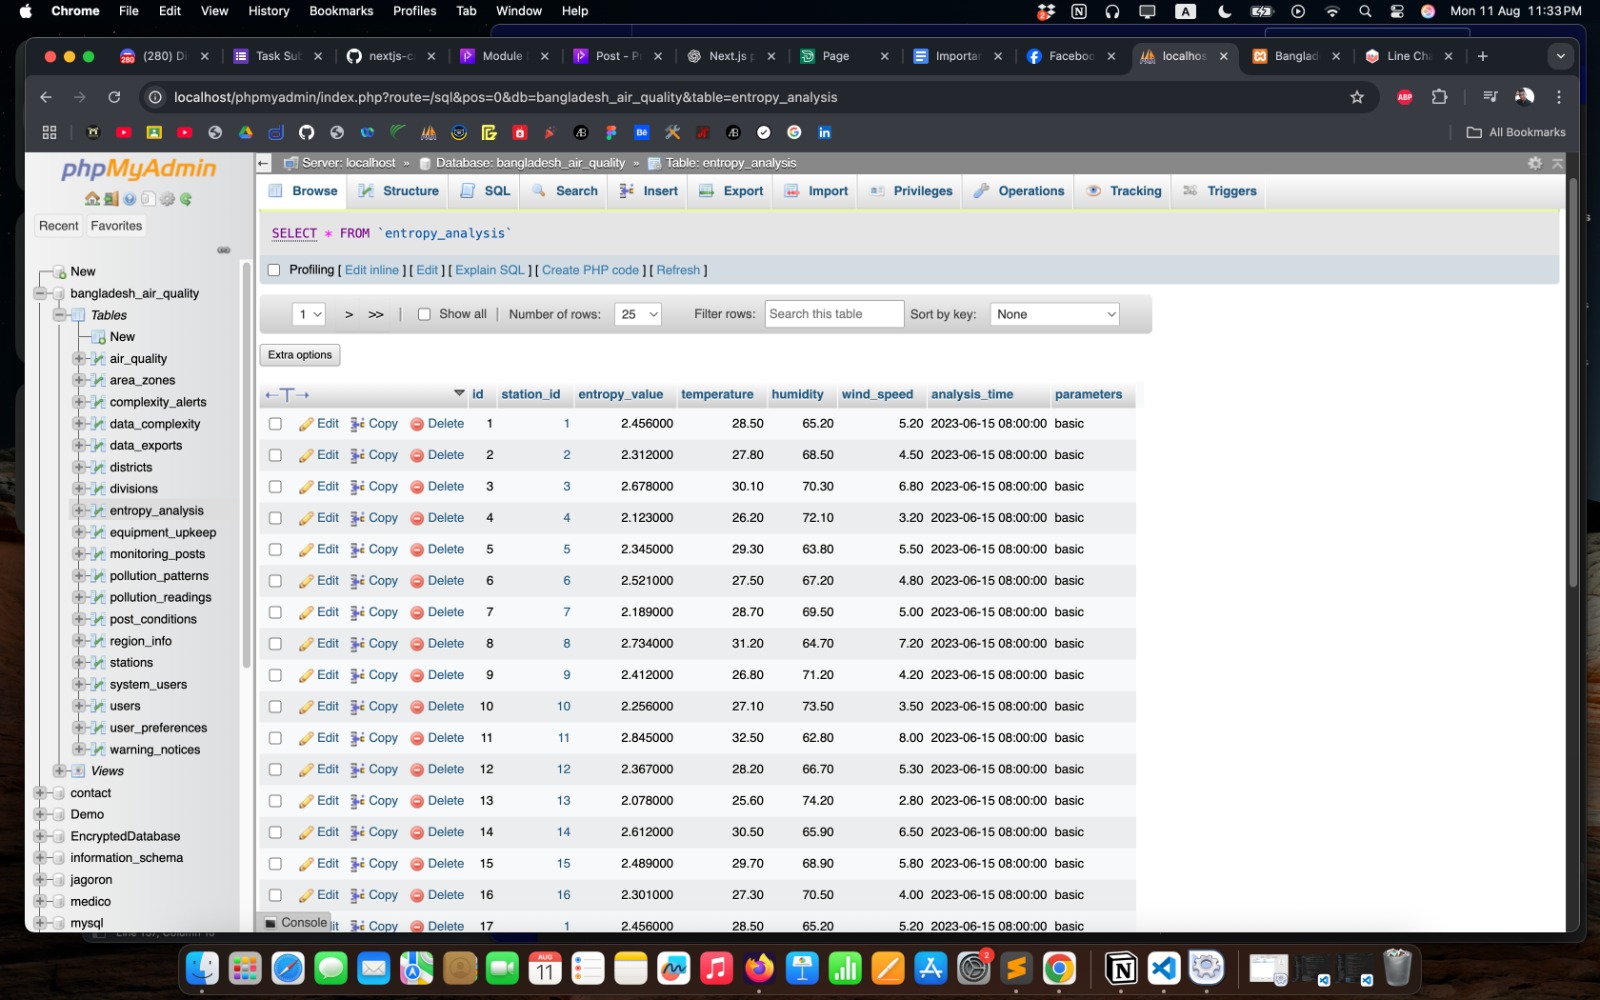 Chrome File Edit View History Bookmarks Profiles Tab Window Help
2 A Mon 11 Aug 11:33 PM
280 (280) Di
Task Sub
nextjs-c
Module
Post - P
Next.js p
Page
Importan
Faceboo
localhos
Banglad
Line Cha
localhost/phpmyadmin/index.php?route=/sql&pos=0&db=bangladesh_air_quality&table=entropy_analysis
ABP
All Bookmarks
phpMyAdmin
Recent Favorites
New
bangladesh_air_quality
Tables
New
air_quality
area_zones
complexity_alerts
data_complexity
data_exports
districts
divisions
entropy_analysis
equipment_upkeep
monitoring_posts
pollution_patterns
pollution_readings
post_conditions
region_info
stations
system_users
users
user_preferences
warning_notices
Views
contact
Demo
EncryptedDatabase
information_schema
jagoron
medico
mysql
Server: localhost » Database: bangladesh_air_quality » Table: entropy_analysis
Browse Structure SQL Search Insert Export Import Privileges Operations Tracking Triggers
SELECT * FROM `entropy_analysis`
Profiling [ Edit inline ] [ Edit ] [ Explain SQL ] [ Create PHP code ] [ Refresh ]
1 > >> | Show all | Number of rows: 25 Filter rows: Search this table Sort by key: None
Extra options
id station_id entropy_value temperature humidity wind_speed analysis_time parameters
Edit Copy Delete 1 1 2.456000 28.50 65.20 5.20 2023-06-15 08:00:00 basic
Edit Copy Delete 2 2 2.312000 27.80 68.50 4.50 2023-06-15 08:00:00 basic
Edit Copy Delete 3 3 2.678000 30.10 70.30 6.80 2023-06-15 08:00:00 basic
Edit Copy Delete 4 4 2.123000 26.20 72.10 3.20 2023-06-15 08:00:00 basic
Edit Copy Delete 5 5 2.345000 29.30 63.80 5.50 2023-06-15 08:00:00 basic
Edit Copy Delete 6 6 2.521000 27.50 67.20 4.80 2023-06-15 08:00:00 basic
Edit Copy Delete 7 7 2.189000 28.70 69.50 5.00 2023-06-15 08:00:00 basic
Edit Copy Delete 8 8 2.734000 31.20 64.70 7.20 2023-06-15 08:00:00 basic
Edit Copy Delete 9 9 2.412000 26.80 71.20 4.20 2023-06-15 08:00:00 basic
Edit Copy Delete 10 10 2.256000 27.10 73.50 3.50 2023-06-15 08:00:00 basic
Edit Copy Delete 11 11 2.845000 32.50 62.80 8.00 2023-06-15 08:00:00 basic
Edit Copy Delete 12 12 2.367000 28.20 66.70 5.30 2023-06-15 08:00:00 basic
Edit Copy Delete 13 13 2.078000 25.60 74.20 2.80 2023-06-15 08:00:00 basic
Edit Copy Delete 14 14 2.612000 30.50 65.90 6.50 2023-06-15 08:00:00 basic
Edit Copy Delete 15 15 2.489000 29.70 68.90 5.80 2023-06-15 08:00:00 basic
Edit Copy Delete 16 16 2.301000 27.30 70.50 4.00 2023-06-15 08:00:00 basic
Console Copy Delete 17 1 2.456000 28.50 65.20 5.20 2023-06-15 08:00:00 basic
AUG
11
2